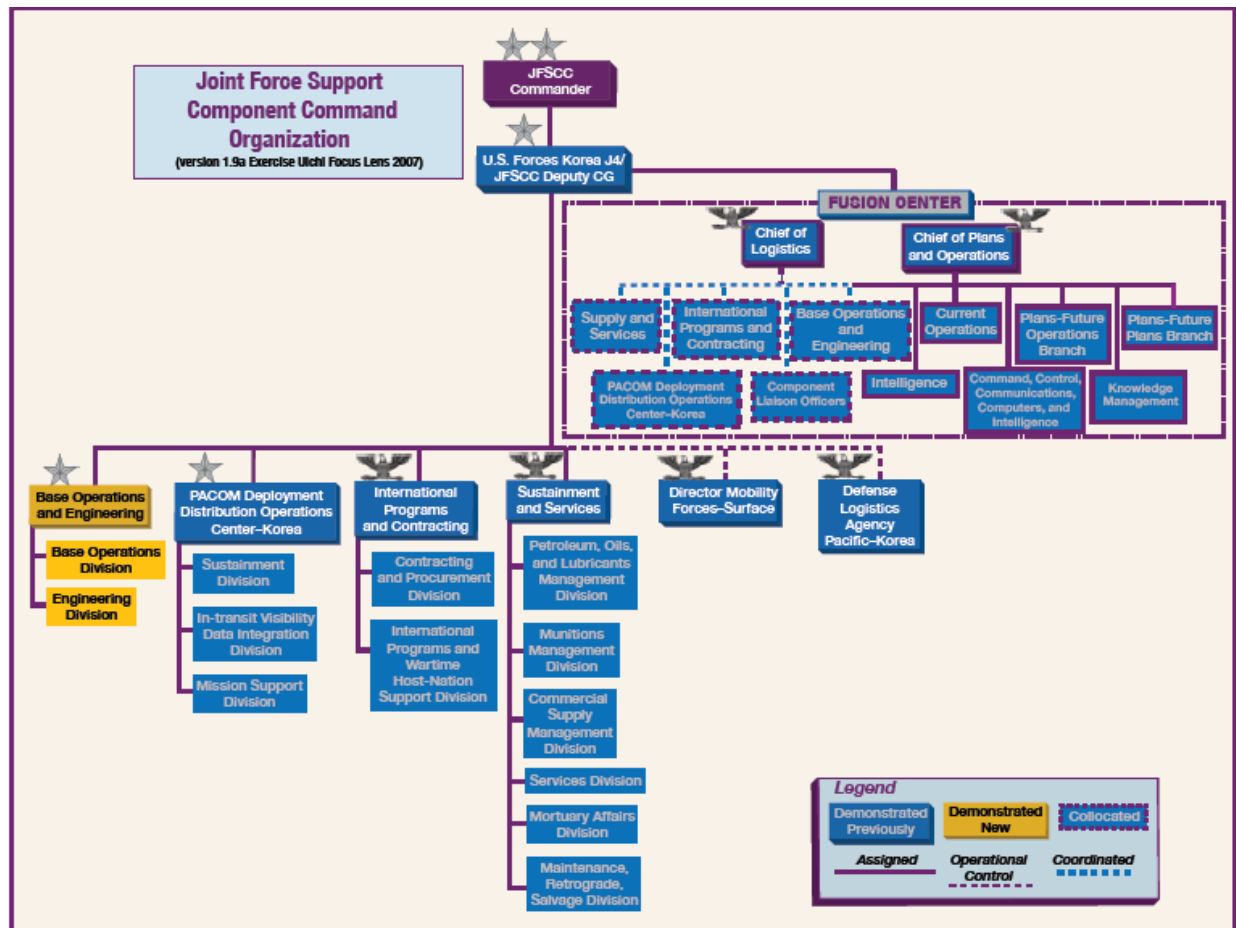 JFSCC
Commander
Joint Force Support
Component Command
Organization
(version 1.9a Exercise Ulchi Focus Lens 2007)
U.S. Forces Korea J4/
JFSCC Deputy CG
FUSION CENTER
Chief of
Logistics
Chief of Plans
and Operations
Supply and
Services
International
Programs and
Contracting
Base Operations
and
Engineering
Current
Operations
Plans-Future
Operations
Branch
Plans-Future
Plans Branch
PACOM Deployment
Distribution Operations
Center–Korea
Component
Liaison Officers
Intelligence
Command, Control,
Communications,
Computers, and
Intelligence
Knowledge
Management
Base Operations
and Engineering
PACOM Deployment
Distribution Operations
Center–Korea
International
Programs
and Contracting
Sustainment
and Services
Director Mobility
Forces–Surface
Defense
Logistics
Agency
Pacific–Korea
Base Operations
Division
Engineering
Division
Sustainment
Division
In-transit Visibility
Data Integration
Division
Mission Support
Division
Contracting
and Procurement
Division
International
Programs and
Wartime
Host-Nation
Support Division
Petroleum, Oils,
and Lubricants
Management
Division
Munitions
Management
Division
Commercial
Supply
Management
Division
Services Division
Mortuary Affairs
Division
Maintenance,
Retrograde,
Salvage Division
Legend
Demonstrated
Previously
Demonstrated
New
Collocated
Assigned
Operational
Control
Coordinated